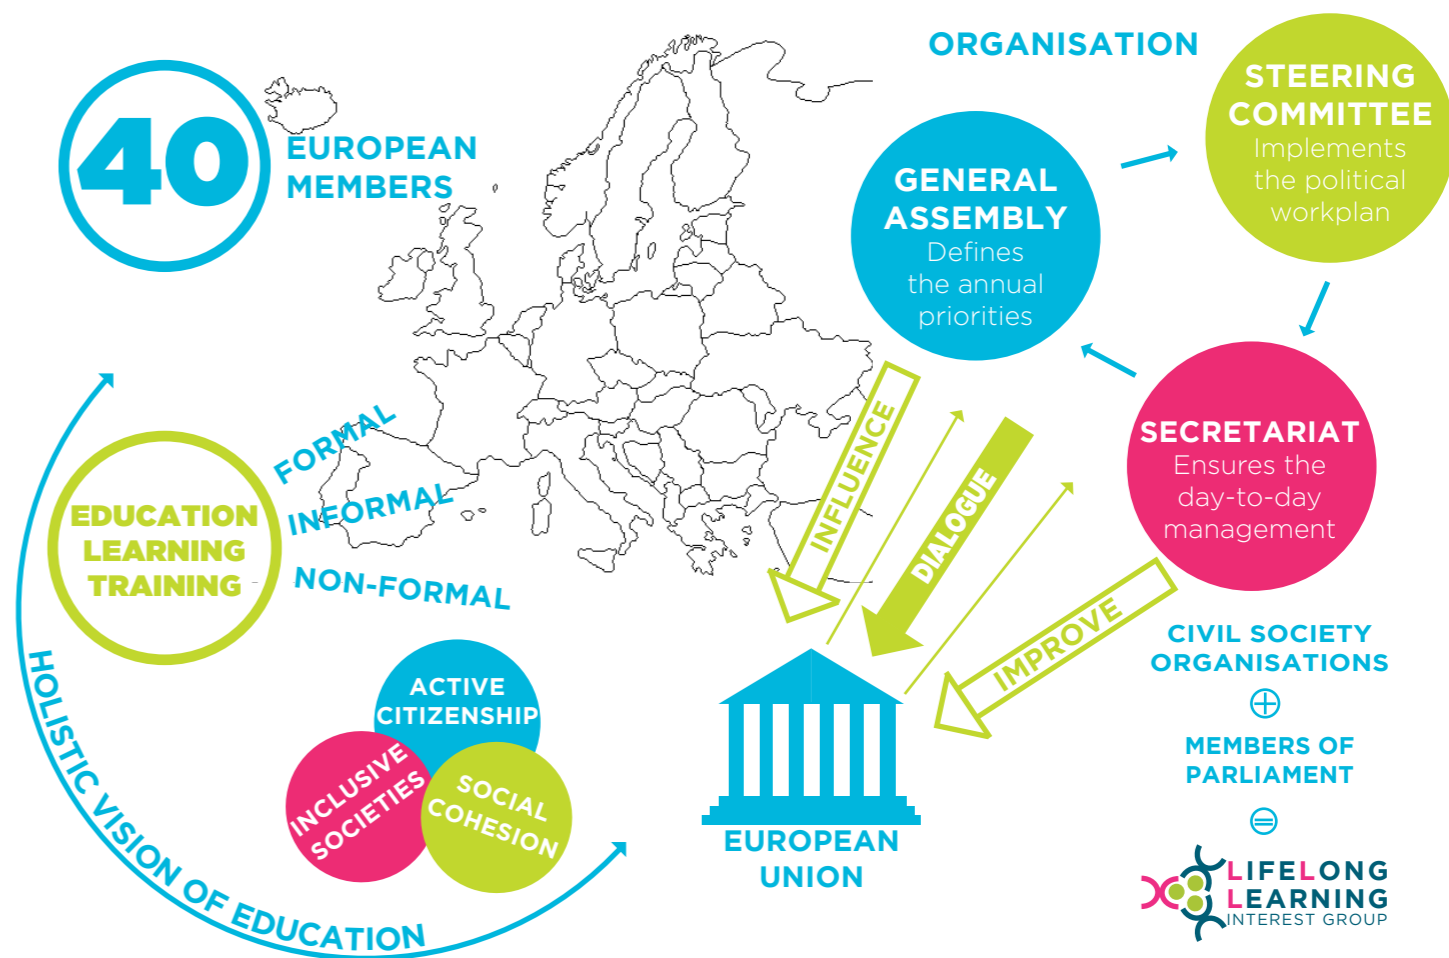 40
EUROPEAN
MEMBERS
ORGANISATION
STEERING
COMMITTEE
Implements
the political
workplan
GENERAL
ASSEMBLY
Defines
the annual
priorities
SECRETARIAT
Ensures the
day-to-day
management
EDUCATION
LEARNING
TRAINING
FORMAL
INFORMAL
NON-FORMAL
INFLUENCE
DIALOGUE
IMPROVE
HOLISTIC VISION OF EDUCATION
ACTIVE
CITIZENSHIP
INCLUSIVE
SOCIETIES
SOCIAL
COHESION
EUROPEAN
UNION
CIVIL SOCIETY
ORGANISATIONS
+
MEMBERS OF
PARLIAMENT
=
LIFELONG
LEARNING
INTEREST GROUP